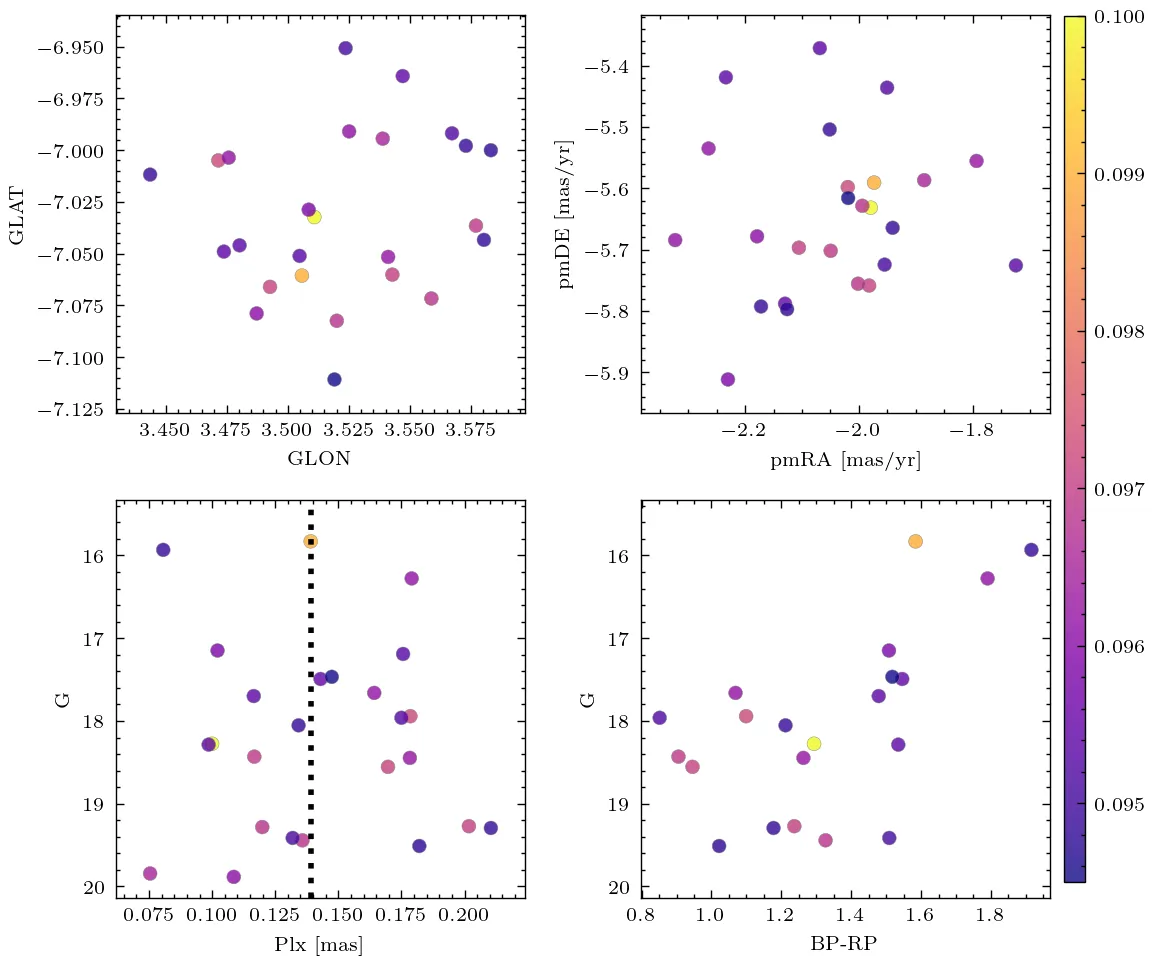 −6.950
−6.975
−7.000
−7.025
−7.050
−7.075
−7.100
−7.125
GLAT
3.450 3.475 3.500 3.525 3.550 3.575
GLON
−5.4
−5.5
−5.6
−5.7
−5.8
−5.9
pmDE [mas/yr]
−2.2 −2.0 −1.8
pmRA [mas/yr]
16
17
18
19
20
G
0.075 0.100 0.125 0.150 0.175 0.200
Plx [mas]
16
17
18
19
20
G
0.8 1.0 1.2 1.4 1.6 1.8
BP-RP
0.100
0.099
0.098
0.097
0.096
0.095